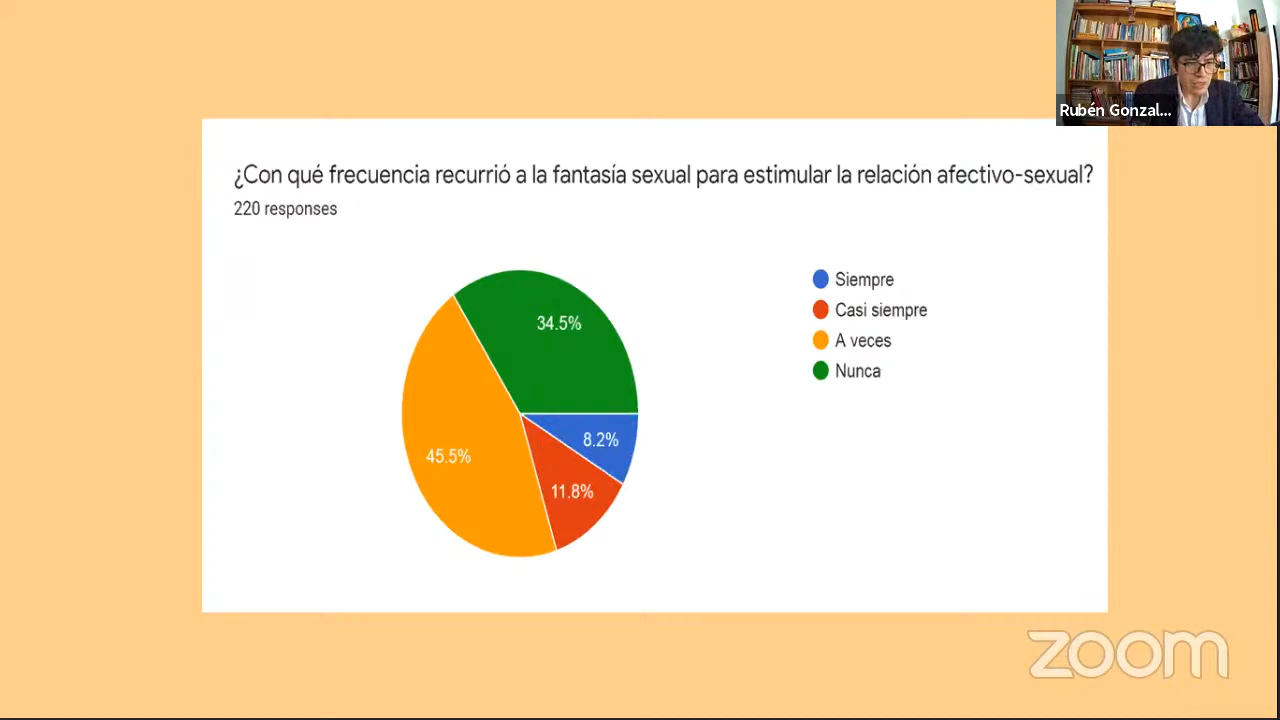 Rubén Gonzal...
¿Con qué frecuencia recurrió a la fantasía sexual para estimular la relación afectivo-sexual?
220 responses
Siempre
Casi siempre
A veces
Nunca
34.5%
8.2%
45.5%
11.8%
zoom